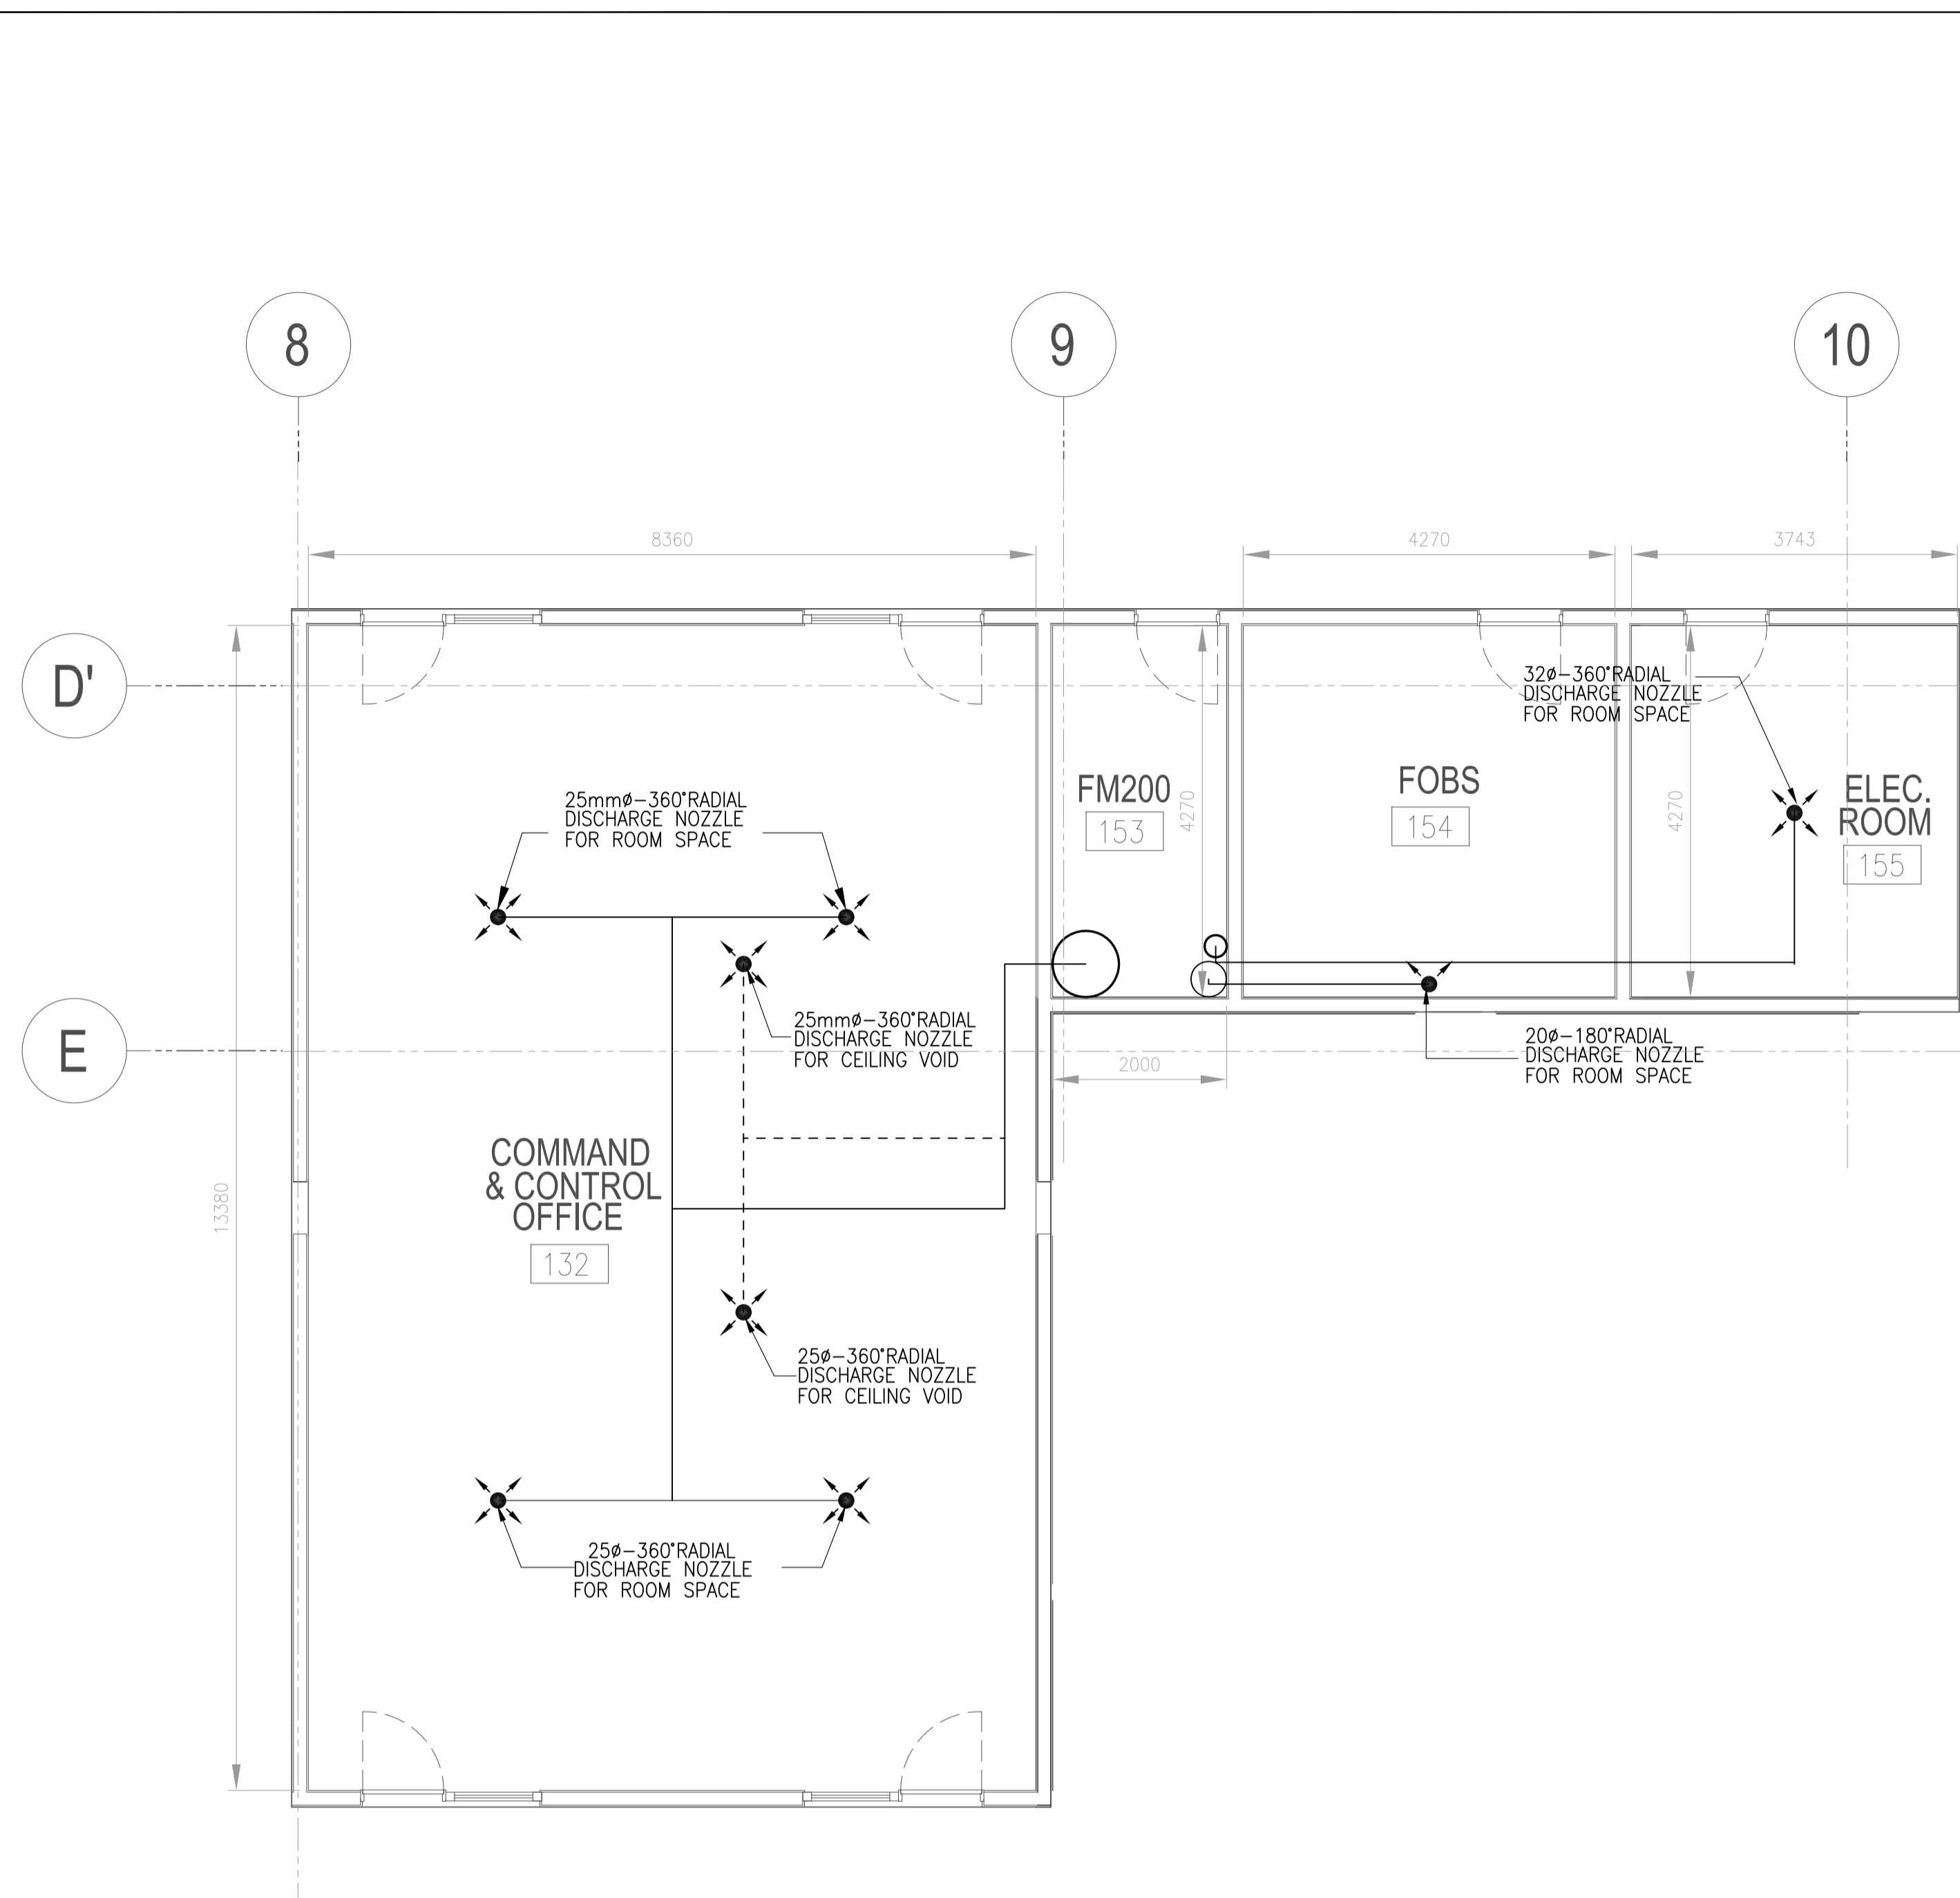 8
9
10
8360
4270
3743
D'
32ø-360°RADIAL
DISCHARGE NOZZLE
FOR ROOM SPACE
FM200
153
4270
FOBS
154
4270
ELEC.
ROOM
155
25mmø-360°RADIAL
DISCHARGE NOZZLE
FOR ROOM SPACE
25mmø-360°RADIAL
DISCHARGE NOZZLE
FOR CEILING VOID
E
2000
20ø-180°RADIAL
DISCHARGE NOZZLE
FOR ROOM SPACE
13380
COMMAND
& CONTROL
OFFICE
132
25ø-360°RADIAL
DISCHARGE NOZZLE
FOR CEILING VOID
25ø-360°RADIAL
DISCHARGE NOZZLE
FOR ROOM SPACE